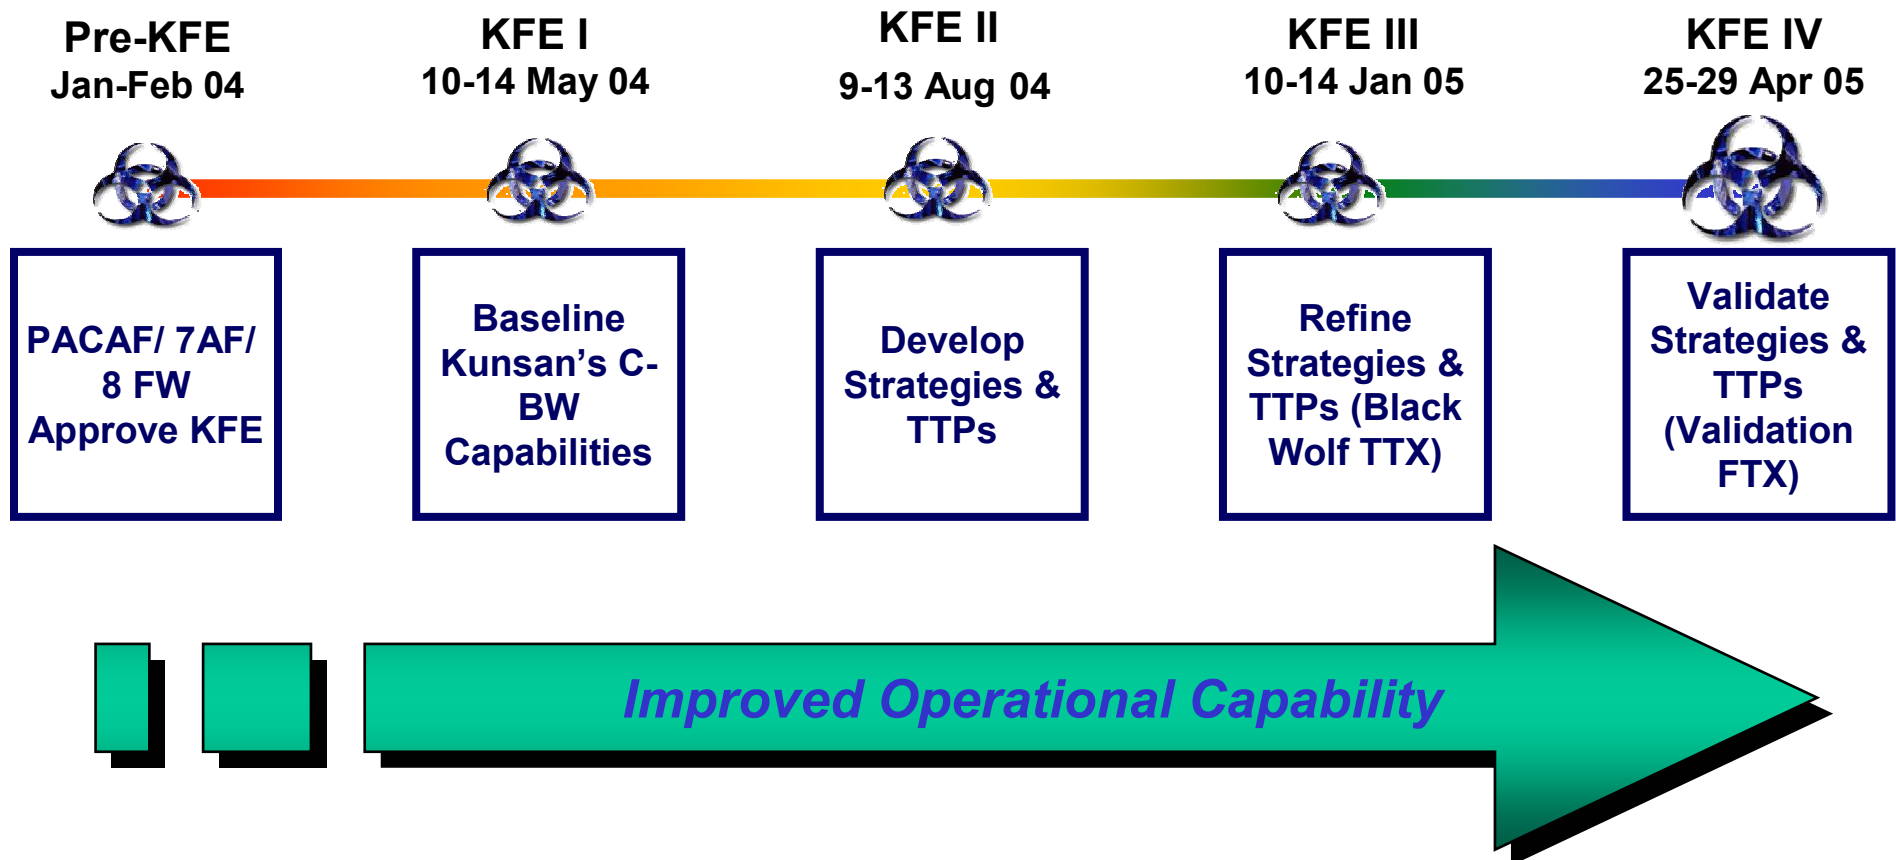 Pre-KFE
Jan-Feb 04
KFE I
10-14 May 04
KFE II
9-13 Aug 04
KFE III
10-14 Jan 05
KFE IV
25-29 Apr 05
PACAF/ 7AF/
8 FW
Approve KFE
Baseline
Kunsan’s C-
BW
Capabilities
Develop
Strategies &
TTPs
Refine
Strategies &
TTPs (Black
Wolf TTX)
Validate
Strategies &
TTPs
(Validation
FTX)
Improved Operational Capability